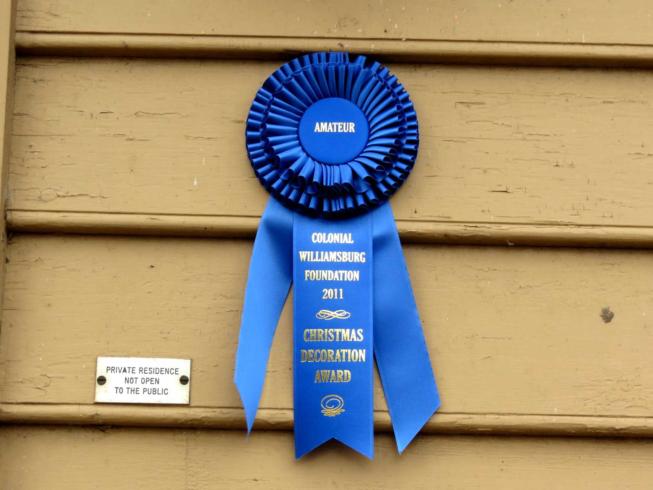 AMATEUR
COLONIAL
WILLIAMSBURG
FOUNDATION
2011
CHRISTMAS
DECORATION
AWARD
PRIVATE RESIDENCE
NOT OPEN
TO THE PUBLIC